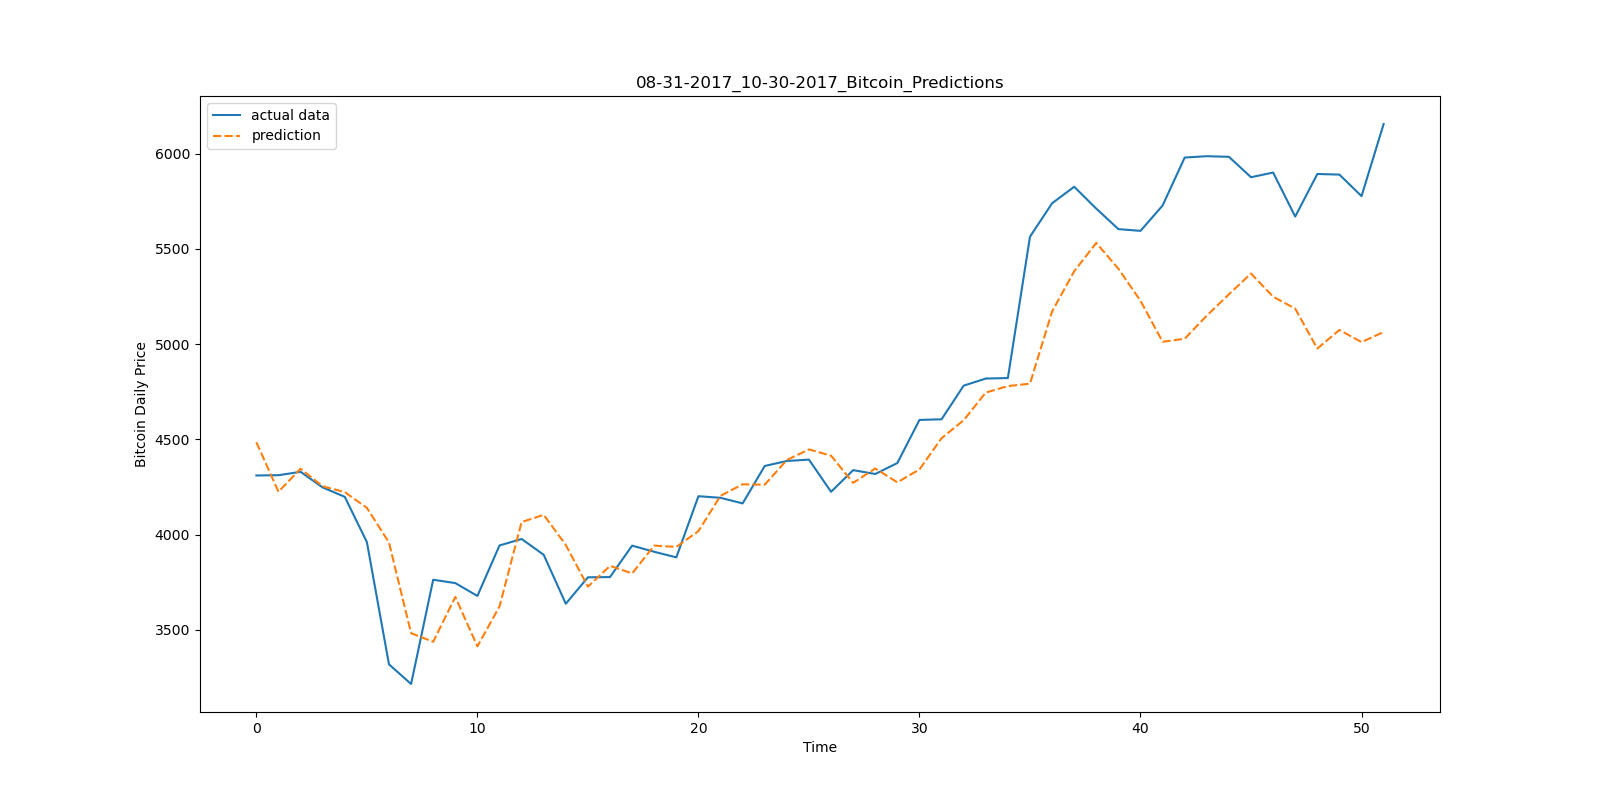 08-31-2017_10-30-2017_Bitcoin_Predictions
actual data
prediction
6000
5500
5000
4500
4000
3500
Bitcoin Daily Price
0 10 20 30 40 50
Time